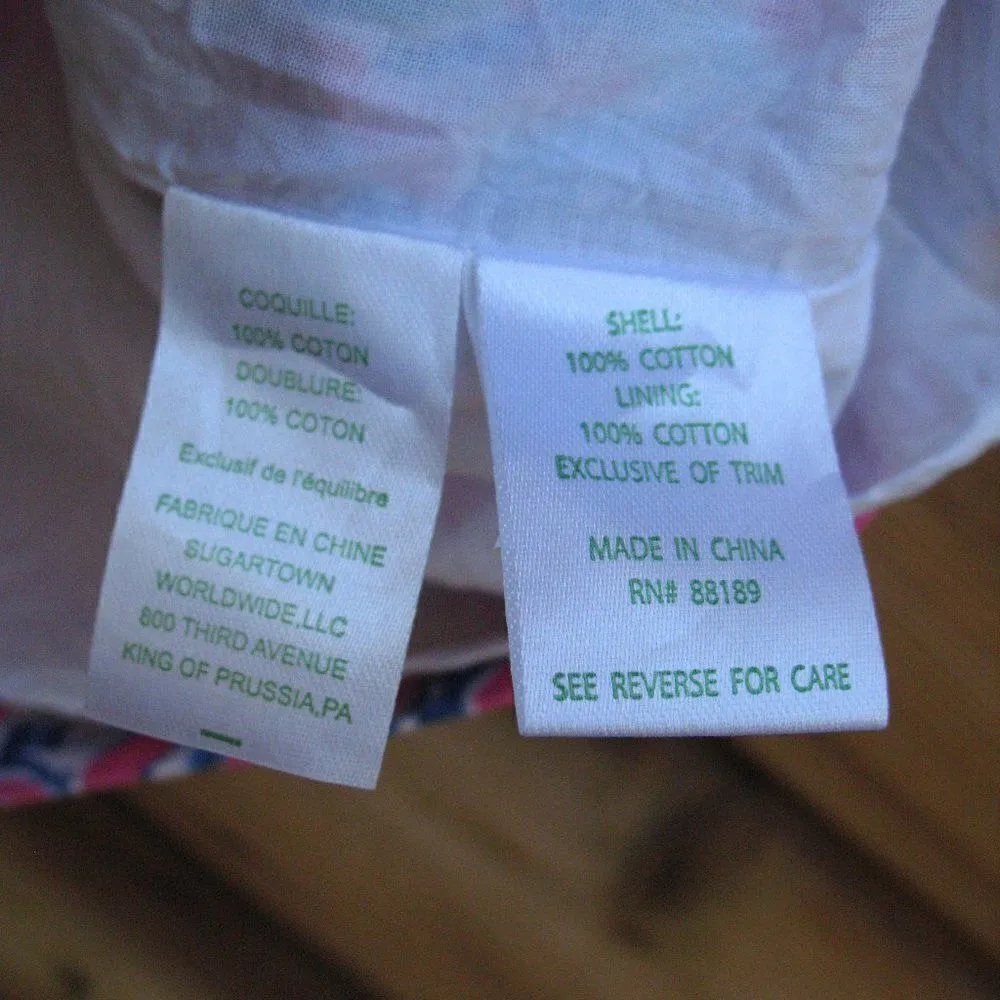 COQUILLE:
100% COTON
DOUBLURE:
100% COTON
Exclusif de l'équilibre
FABRIQUE EN CHINE
SUGARTOWN
WORLDWIDE,LLC
800 THIRD AVENUE
KING OF PRUSSIA,PA
SHELL:
100% COTTON
LINING:
100% COTTON
EXCLUSIVE OF TRIM
MADE IN CHINA
RN# 88189
SEE REVERSE FOR CARE